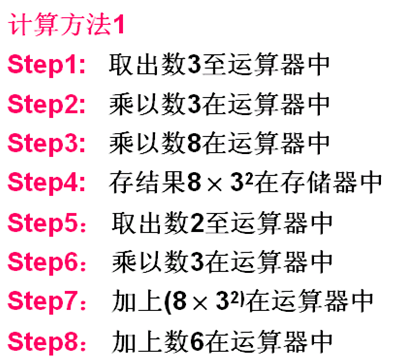 计算方法1
Step1: 取出数3至运算器中
Step2: 乘以数3在运算器中
Step3: 乘以数8在运算器中
Step4: 存结果8×3²在存储器中
Step5： 取出数2至运算器中
Step6： 乘以数3在运算器中
Step7： 加上(8×3²⁾在运算器中
Step8： 加上数6在运算器中